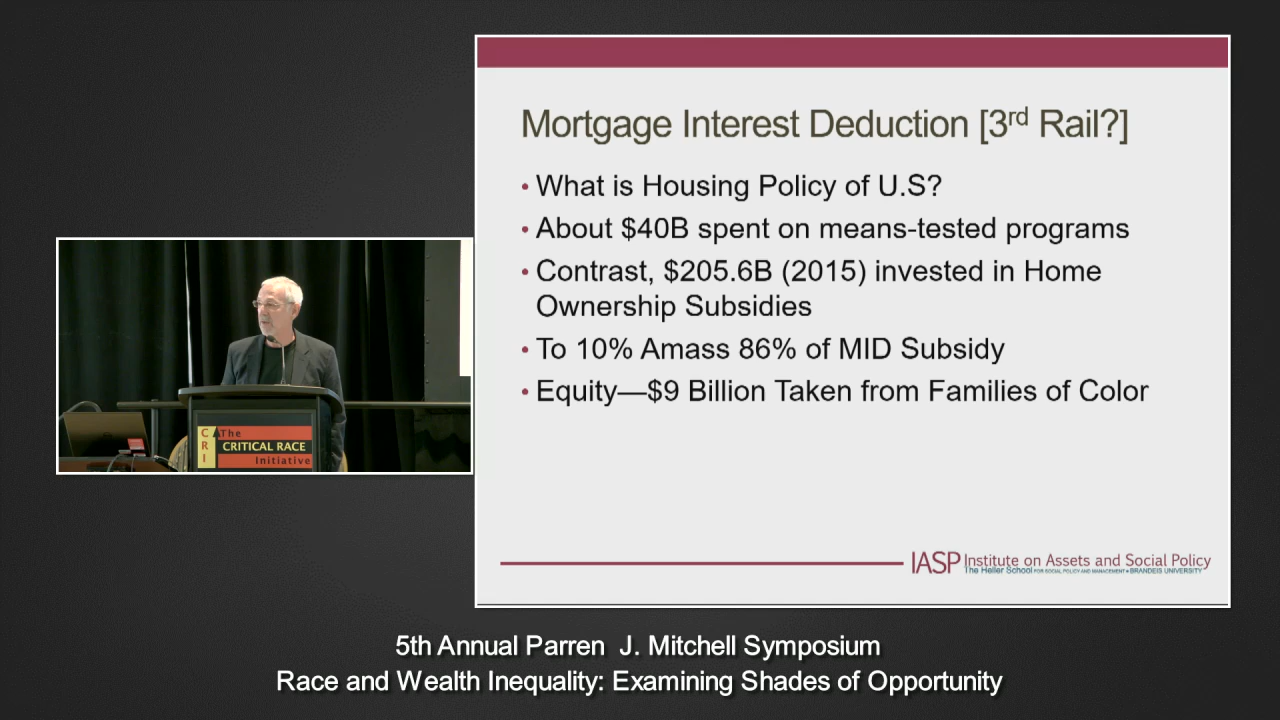 Mortgage Interest Deduction [3rd Rail?]
• What is Housing Policy of U.S?
• About $40B spent on means-tested programs
• Contrast, $205.6B (2015) invested in Home
Ownership Subsidies
• To 10% Amass 86% of MID Subsidy
• Equity—$9 Billion Taken from Families of Color
IASP Institute on Assets and Social Policy
The Heller School FOR SOCIAL POLICY AND MANAGEMENT • BRANDEIS UNIVERSITY
CRI
The
CRITICAL RACE
Initiative
5th Annual Parren J. Mitchell Symposium
Race and Wealth Inequality: Examining Shades of Opportunity